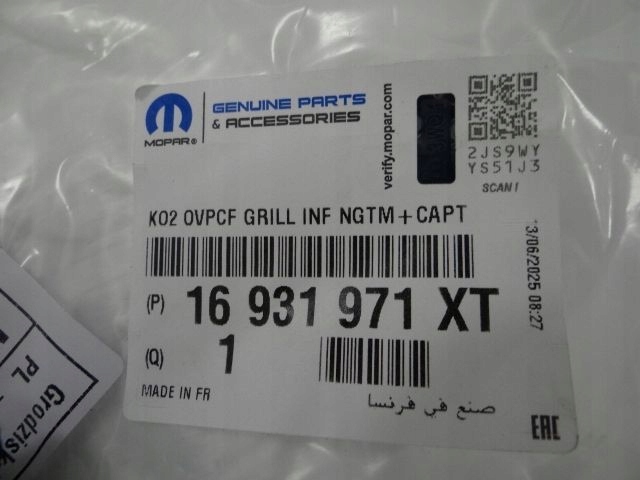 MOPAR®
GENUINE PARTS
& ACCESSORIES
verify.mopar.com
2JS9WY
YS51J3
SCAN!
K02 OVPCF GRILL INF NGTM+CAPT
(P) 16 931 971 XT
(Q) 1
MADE IN FR
صنع في فرنسا
13/06/2025 08:27
EAC
Grodzisk
PL